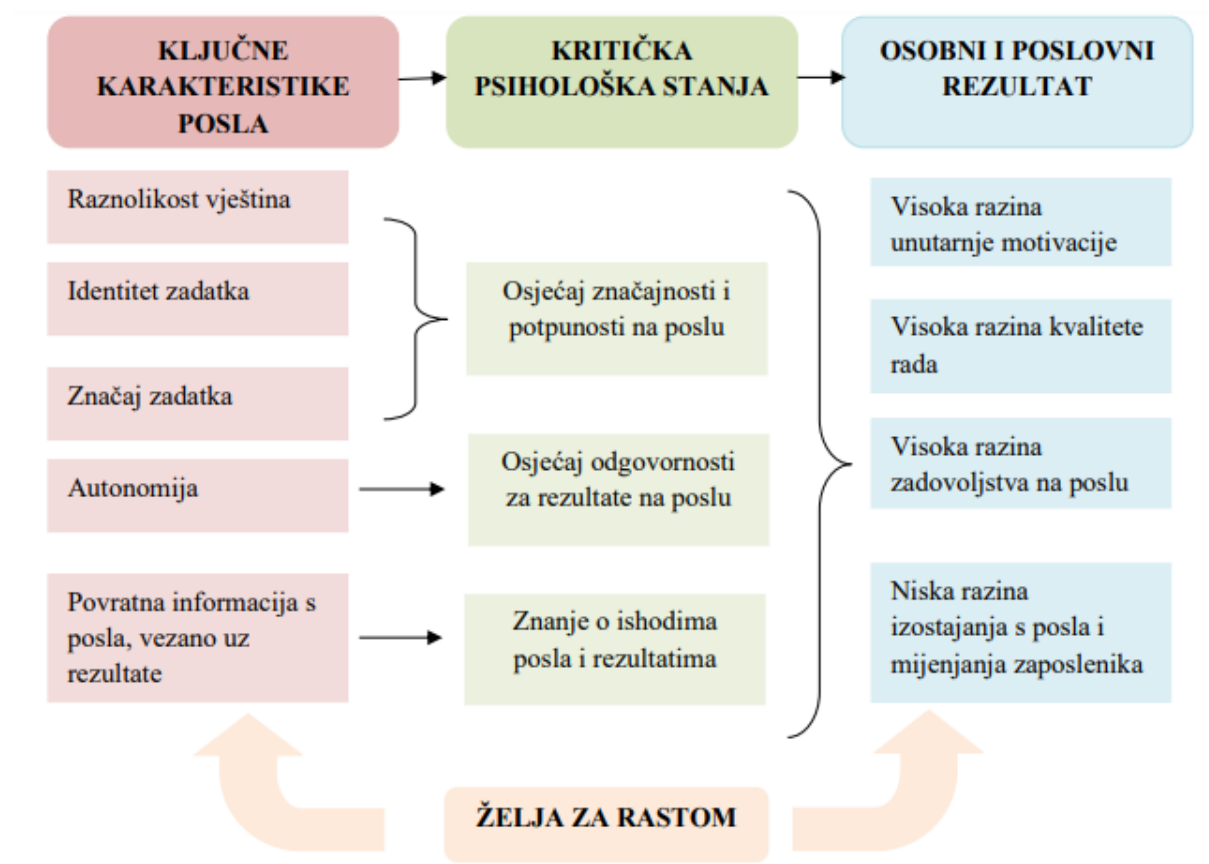 KLJUČNE
KARAKTERISTIKE
POSLA
KRITIČKA
PSIHOLOŠKA STANJA
OSOBNI I POSLOVNI
REZULTAT
Raznolikost vještina
Identitet zadatka
Značaj zadatka
Autonomija
Povratna informacija s
posla, vezano uz
rezultate
Osjećaj značajnosti i
potpunosti na poslu
Osjećaj odgovornosti
za rezultate na poslu
Znanje o ishodima
posla i rezultatima
Visoka razina
unutarnje motivacije
Visoka razina kvalitete
rada
Visoka razina
zadovoljstva na poslu
Niska razina
izostajanja s posla i
mijenjanja zaposlenika
ŽELJA ZA RASTOM